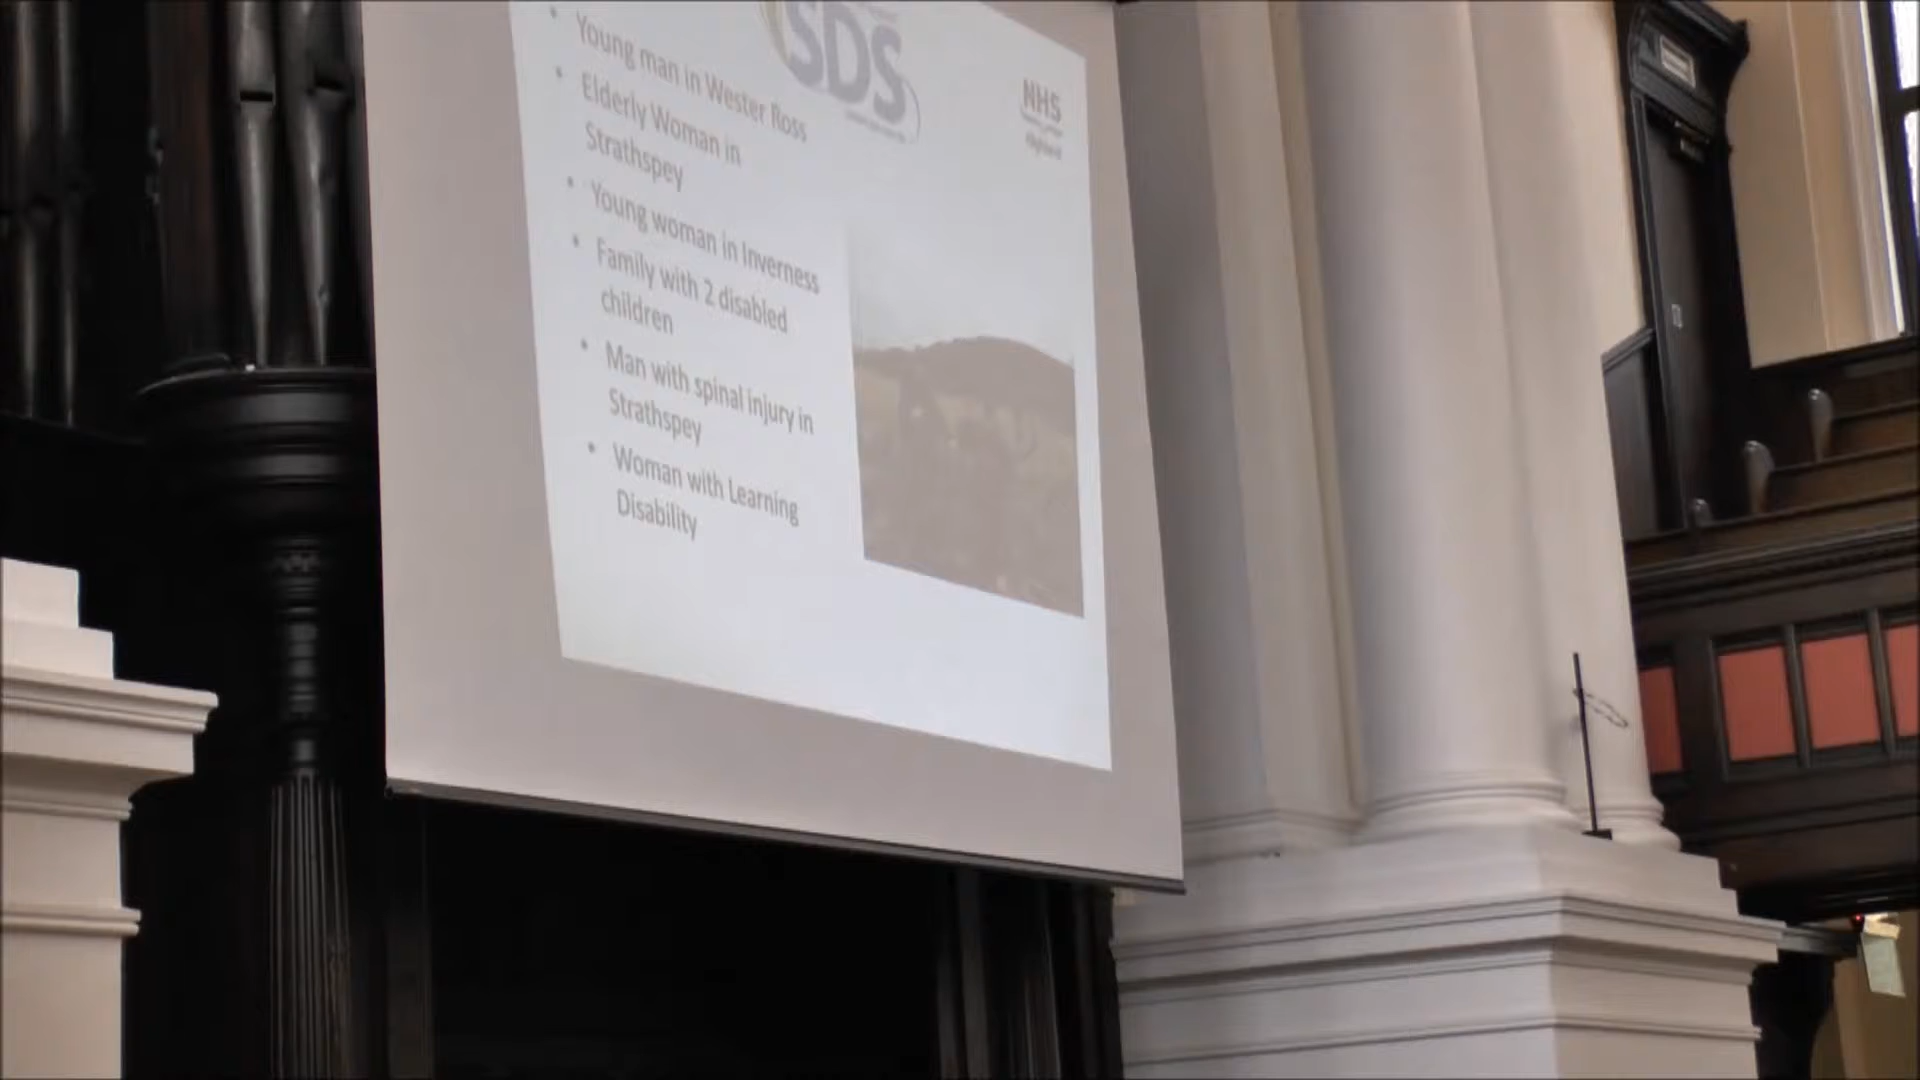 SDS
NHS
Highland
• Young man in Wester Ross
• Elderly Woman in
Strathspey
• Young woman in Inverness
• Family with 2 disabled
children
• Man with spinal injury in
Strathspey
• Woman with Learning
Disability